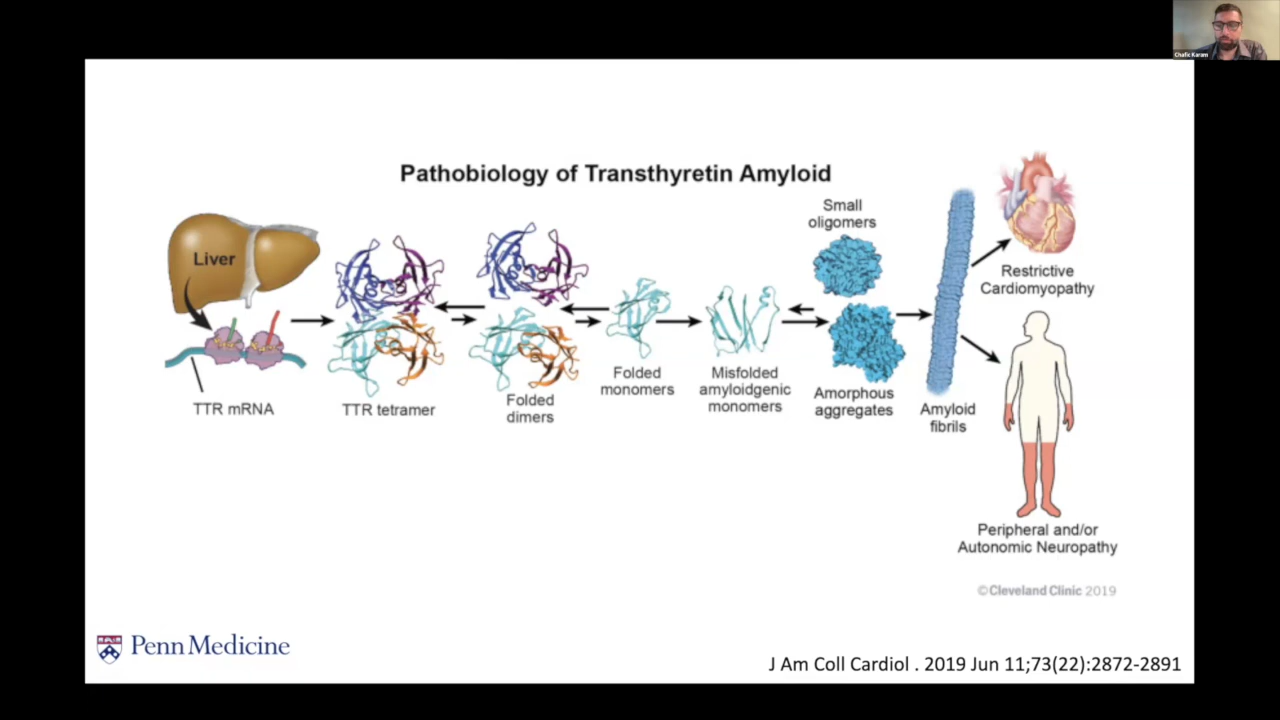 Chafic Karam
Pathobiology of Transthyretin Amyloid
Liver
TTR mRNA
TTR tetramer
Folded
dimers
Folded
monomers
Misfolded
amyloidgenic
monomers
Small
oligomers
Amorphous
aggregates
Amyloid
fibrils
Restrictive
Cardiomyopathy
Peripheral and/or
Autonomic Neuropathy
©Cleveland Clinic 2019
Penn Medicine
J Am Coll Cardiol . 2019 Jun 11;73(22):2872-2891